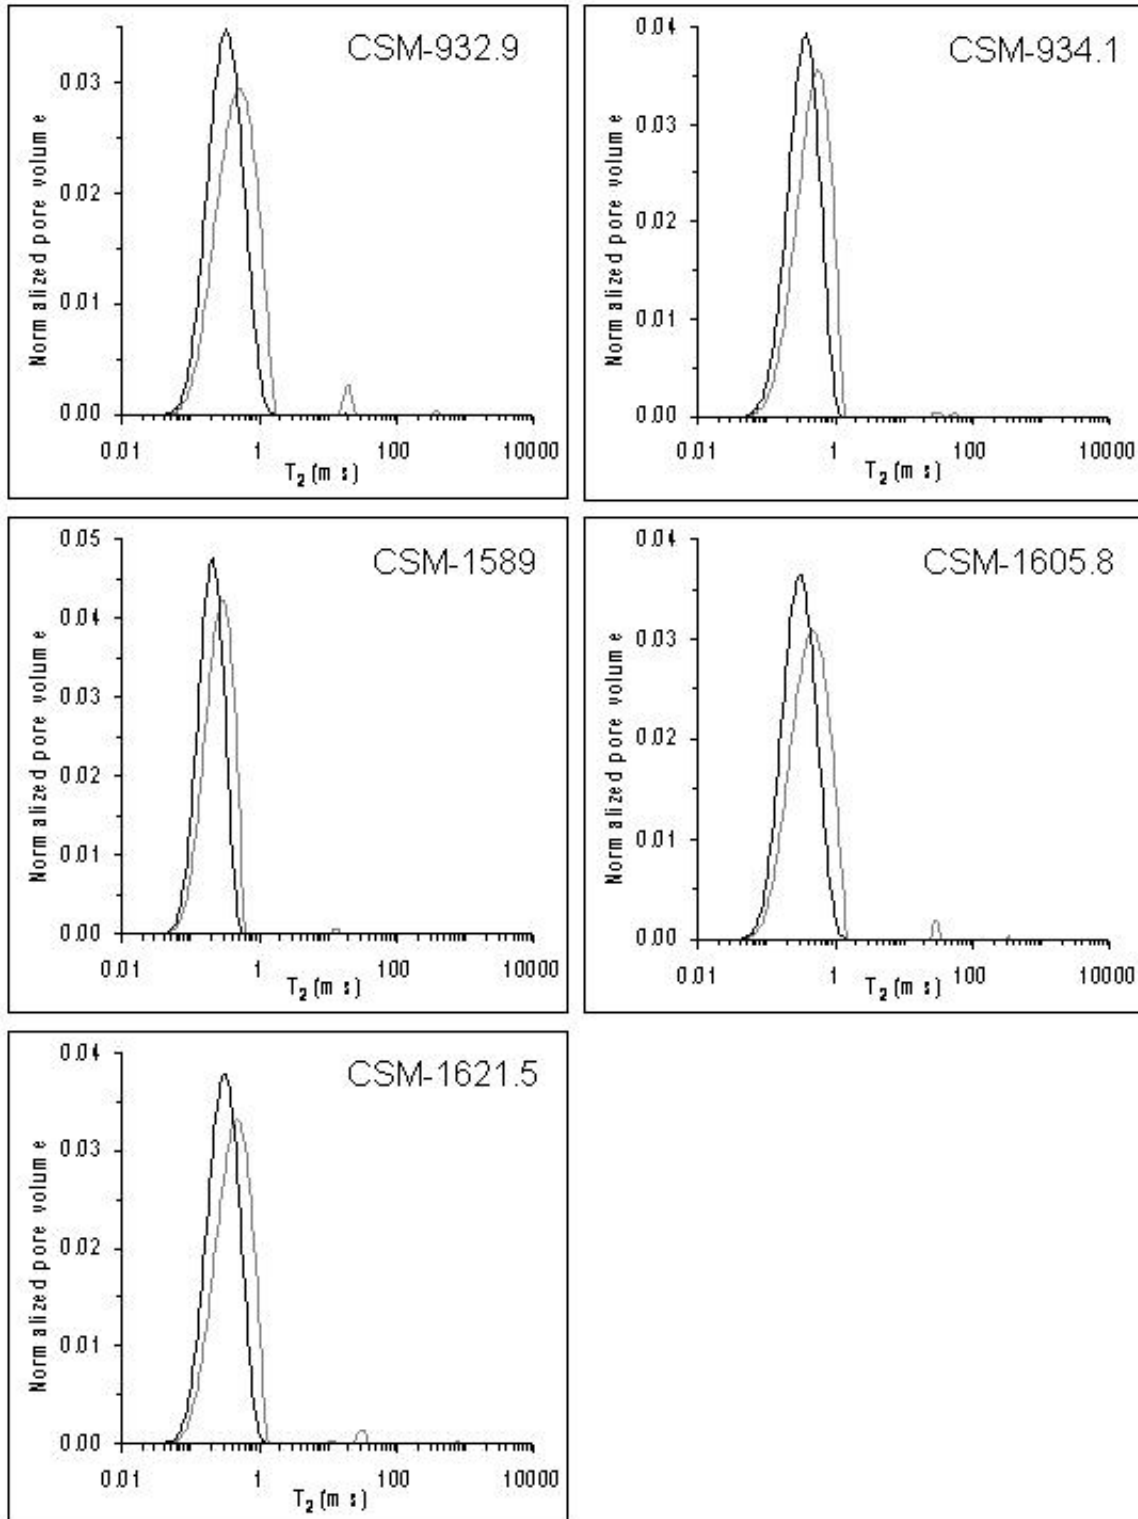 CSM-932.9
Normalized pore volume
0.03
0.02
0.01
0.00
0.01 1 100 10000
T2 (ms)
CSM-934.1
Normalized pore volume
0.04
0.03
0.02
0.01
0.00
0.01 1 100 10000
T2 (ms)
CSM-1589
Normalized pore volume
0.05
0.04
0.03
0.02
0.01
0.00
0.01 1 100 10000
T2 (ms)
CSM-1605.8
Normalized pore volume
0.04
0.03
0.02
0.01
0.00
0.01 1 100 10000
T2 (ms)
CSM-1621.5
Normalized pore volume
0.04
0.03
0.02
0.01
0.00
0.01 1 100 10000
T2 (ms)